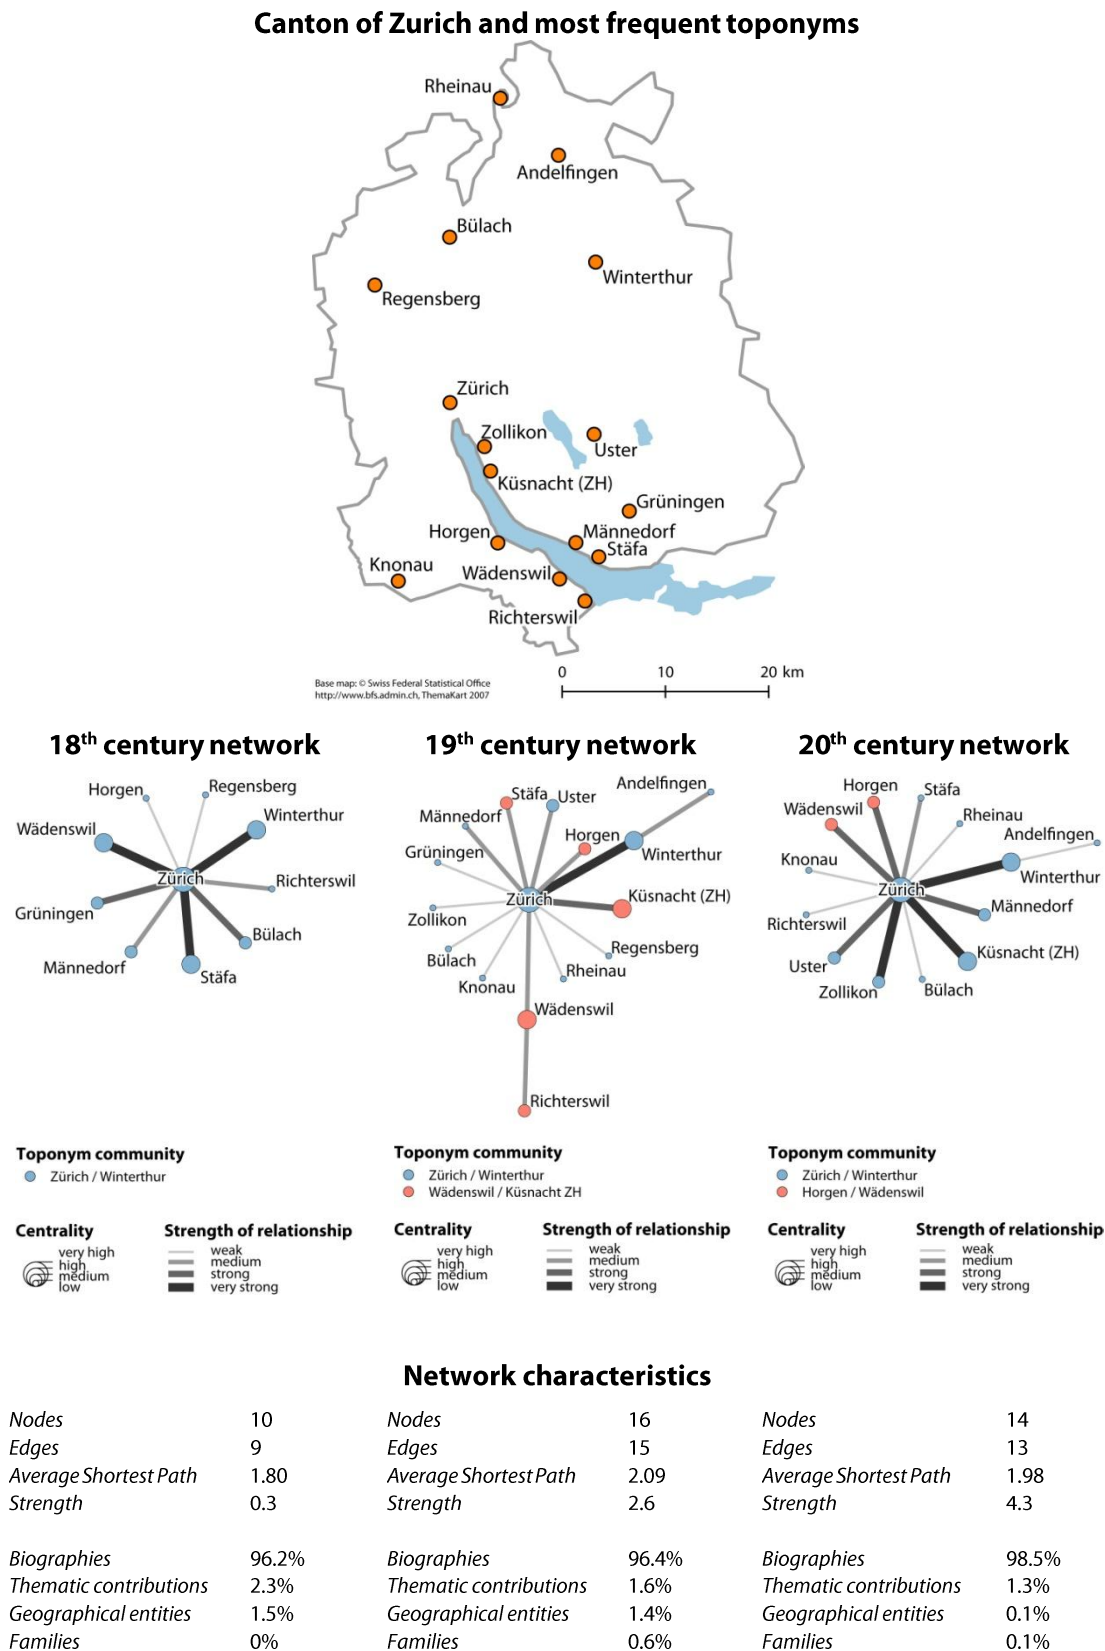 Canton of Zurich and most frequent toponyms
Rheinau
Andelfingen
Bülach
Winterthur
Regensberg
Zürich
Zollikon
Uster
Küsnacht (ZH)
Grüningen
Horgen
Männedorf
Stäfa
Knonau
Wädenswil
Richterswil
0 10 20 km
Base map: © Swiss Federal Statistical Office
http://www.bfs.admin.ch, ThemaKart 2007
18th century network
Horgen
Regensberg
Winterthur
Wädenswil
Zürich
Richterswil
Grüningen
Bülach
Männedorf
Stäfa
Toponym community
Zürich / Winterthur
Centrality
very high
high
medium
low
Strength of relationship
weak
medium
strong
very strong
19th century network
Andelfingen
Stäfa
Uster
Männedorf
Horgen
Grüningen
Winterthur
Zürich
Küsnacht (ZH)
Zollikon
Regensberg
Bülach
Rheinau
Knonau
Wädenswil
Richterswil
Toponym community
Zürich / Winterthur
Wädenswil / Küsnacht ZH
Centrality
very high
high
medium
low
Strength of relationship
weak
medium
strong
very strong
20th century network
Horgen
Stäfa
Wädenswil
Rheinau
Andelfingen
Knonau
Winterthur
Zürich
Männedorf
Richterswil
Küsnacht (ZH)
Uster
Zollikon
Bülach
Toponym community
Zürich / Winterthur
Horgen / Wädenswil
Centrality
very high
high
medium
low
Strength of relationship
weak
medium
strong
very strong
Network characteristics
Nodes 10
Edges 9
Average Shortest Path 1.80
Strength 0.3
Biographies 96.2%
Thematic contributions 2.3%
Geographical entities 1.5%
Families 0%
Nodes 16
Edges 15
Average Shortest Path 2.09
Strength 2.6
Biographies 96.4%
Thematic contributions 1.6%
Geographical entities 1.4%
Families 0.6%
Nodes 14
Edges 13
Average Shortest Path 1.98
Strength 4.3
Biographies 98.5%
Thematic contributions 1.3%
Geographical entities 0.1%
Families 0.1%